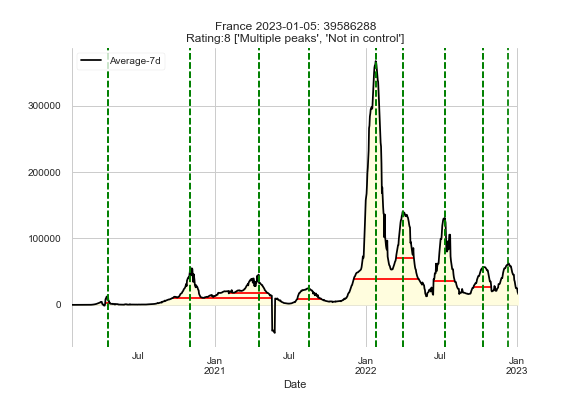 France 2023-01-05: 39586288
Rating:8 ['Multiple peaks', 'Not in control']
Average-7d
300000
200000
100000
0
Jul Jan Jul Jan Jul Jan
2021 2022 2023
Date